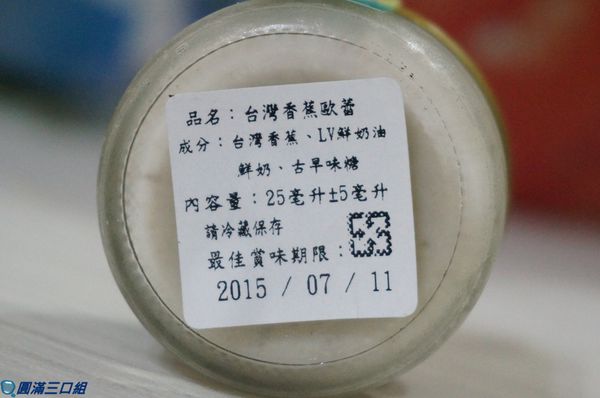 品名：台灣香蕉歐蕾
成分：台灣香蕉、LV鮮奶油
鮮奶、古早味糖
內容量：25毫升±5毫升
請冷藏保存
最佳賞味期限：
2015 / 07 / 11
圓滿三口組